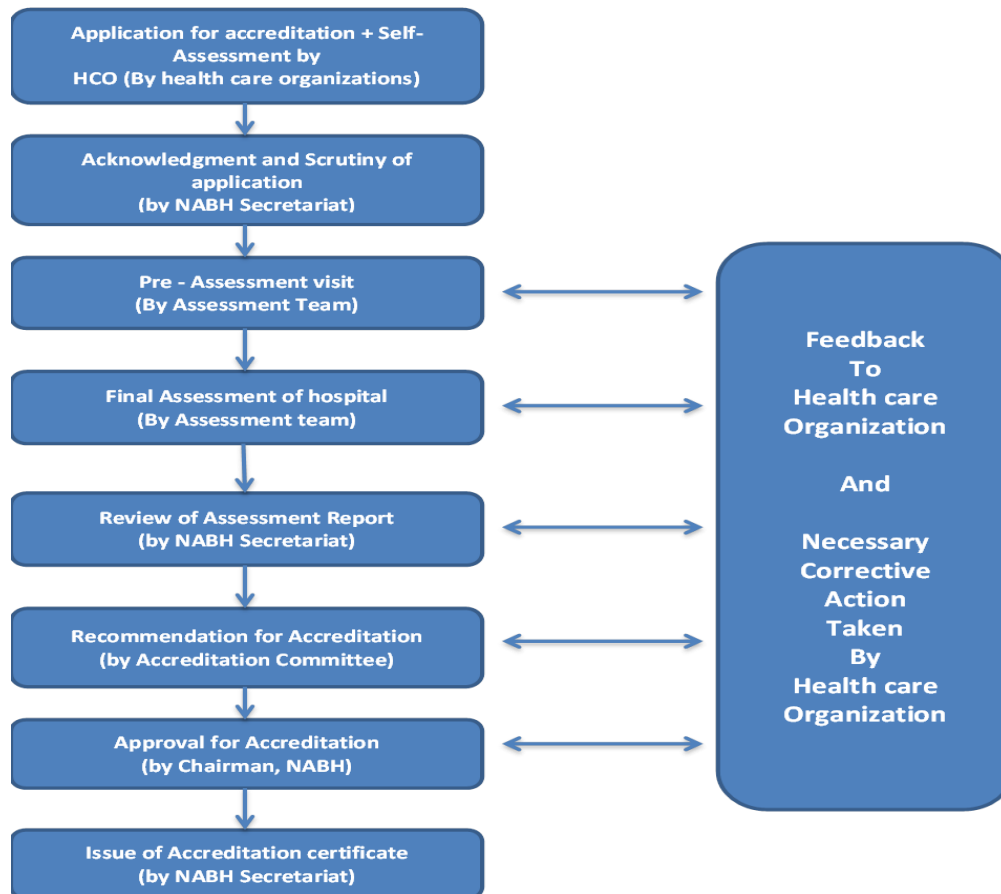 Application for accreditation + Self-
Assessment by
HCO (By health care organizations)
Acknowledgment and Scrutiny of
application
(by NABH Secretariat)
Pre - Assessment visit
(By Assessment Team)
Final Assessment of hospital
(By Assessment team)
Review of Assessment Report
(by NABH Secretariat)
Recommendation for Accreditation
(by Accreditation Committee)
Approval for Accreditation
(by Chairman, NABH)
Issue of Accreditation certificate
(by NABH Secretariat)
Feedback
To
Health care
Organization
And
Necessary
Corrective
Action
Taken
By
Health care
Organization